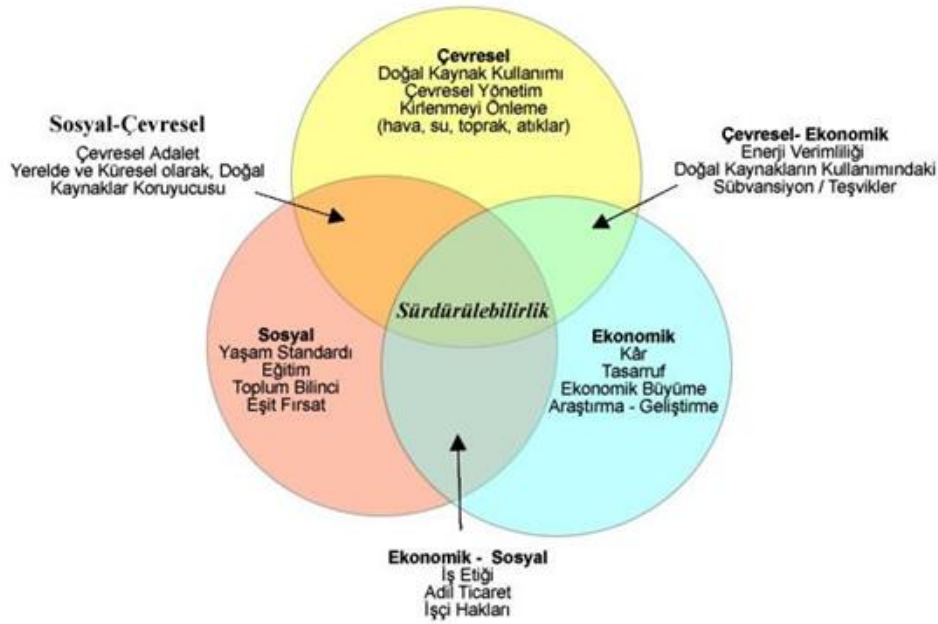 Çevresel
Doğal Kaynak Kullanımı
Çevresel Yönetim
Kirlenmeyi Önleme
(hava, su, toprak, atıklar)
Sosyal-Çevresel
Çevresel Adalet
Yerelde ve Küresel olarak, Doğal
Kaynaklar Koruyucusu
Çevresel- Ekonomik
Enerji Verimliliği
Doğal Kaynakların Kullanımındaki
Sübvansiyon / Teşvikler
Sürdürülebilirlik
Sosyal
Yaşam Standardı
Eğitim
Toplum Bilinci
Eşit Fırsat
Ekonomik
Kâr
Tasarruf
Ekonomik Büyüme
Araştırma - Geliştirme
Ekonomik - Sosyal
İş Etiği
Adil Ticaret
İşçi Hakları